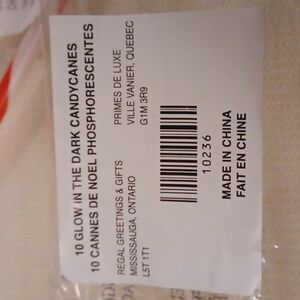 10 GLOW IN THE DARK CANDYCANES
10 CANNES DE NOEL PHOSPHORESCENTES
REGAL GREETINGS & GIFTS
MISSISSAUGA, ONTARIO
L5T 1T1
PRIMES DE LUXE
VILLE VANIER, QUEBEC
G1M 3R9
10236
MADE IN CHINA
FAIT EN CHINE